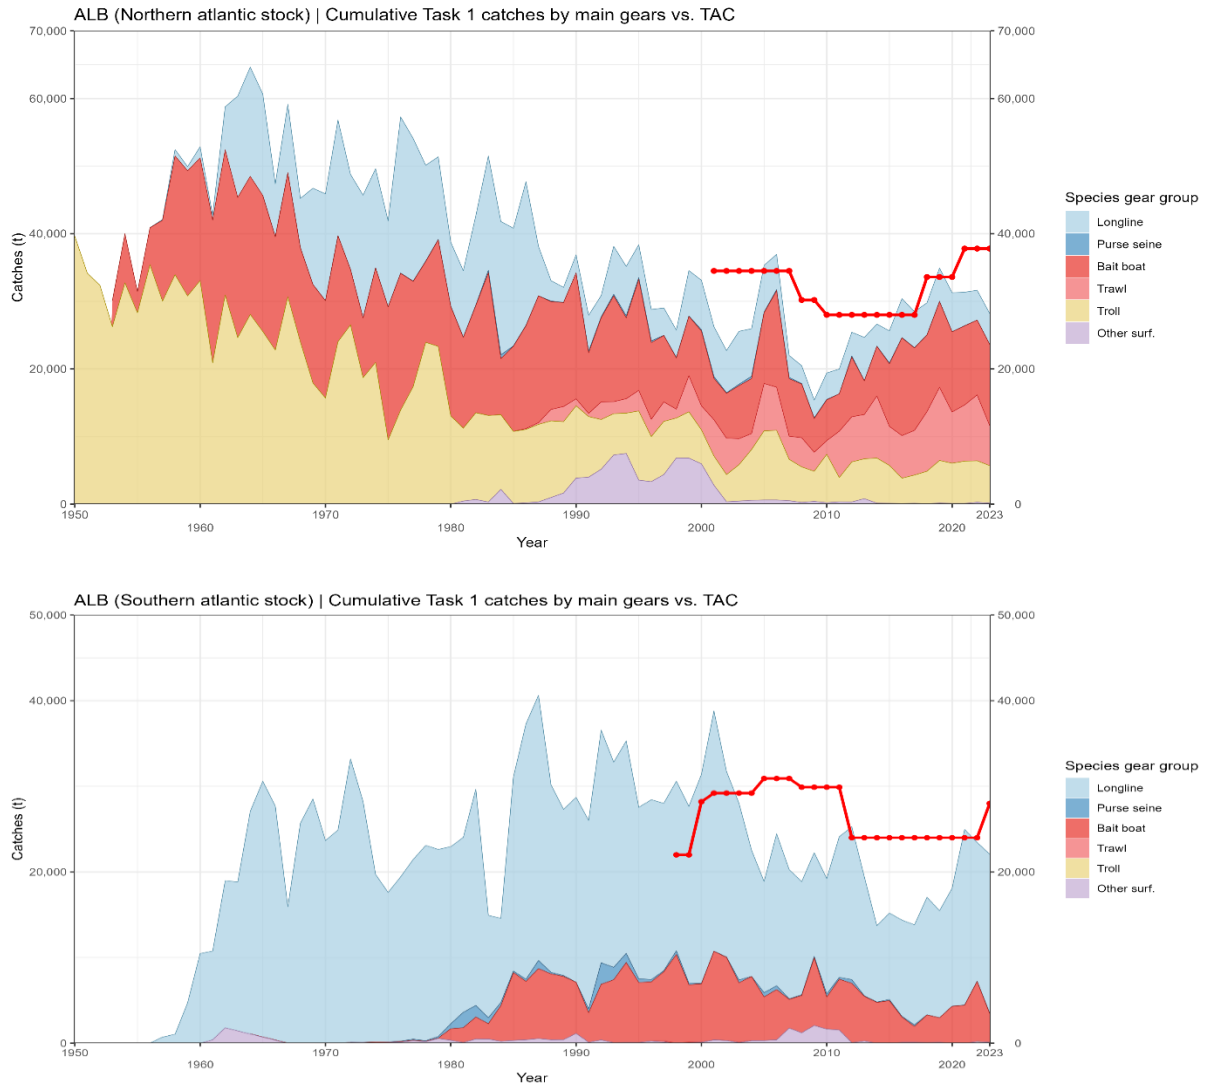 ALB (Northern atlantic stock) | Cumulative Task 1 catches by main gears vs. TAC
70,000
60,000
40,000
20,000
0
Catches (t)
70,000
60,000
40,000
20,000
0
1950
1960
1970
1980
1990
2000
2010
2020
2023
Year
Species gear group
Longline
Purse seine
Bait boat
Trawl
Troll
Other surf.
ALB (Southern atlantic stock) | Cumulative Task 1 catches by main gears vs. TAC
50,000
40,000
20,000
0
Catches (t)
50,000
40,000
20,000
0
1950
1960
1970
1980
1990
2000
2010
2020
2023
Year
Species gear group
Longline
Purse seine
Bait boat
Trawl
Troll
Other surf.